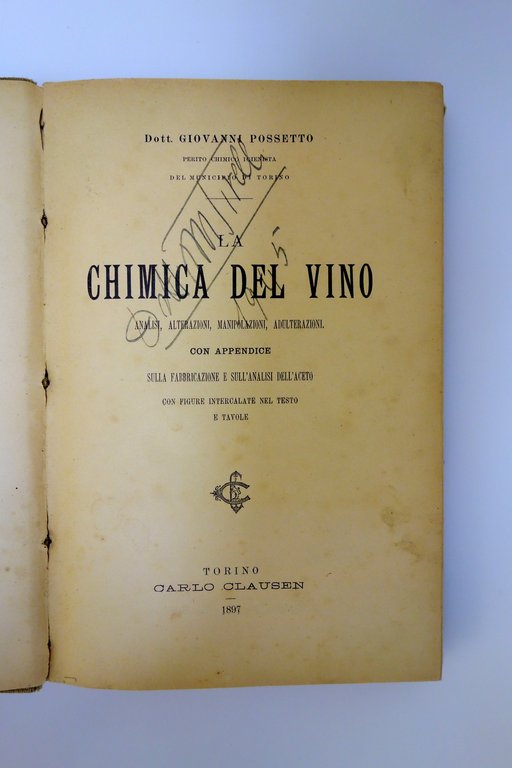 Dott. GIOVANNI POSSETTO
PERITO CHIMICO IGIENISTA
DEL MUNICIPIO DI TORINO
LA
CHIMICA DEL VINO
ANALISI, ALTERAZIONI, MANIPOLAZIONI, ADULTERAZIONI.
CON APPENDICE
SULLA FABBRICAZIONE E SULL'ANALISI DELL'ACETO
CON FIGURE INTERCALATE NEL TESTO
E TAVOLE
TORINO
CARLO CLAUSEN
1897